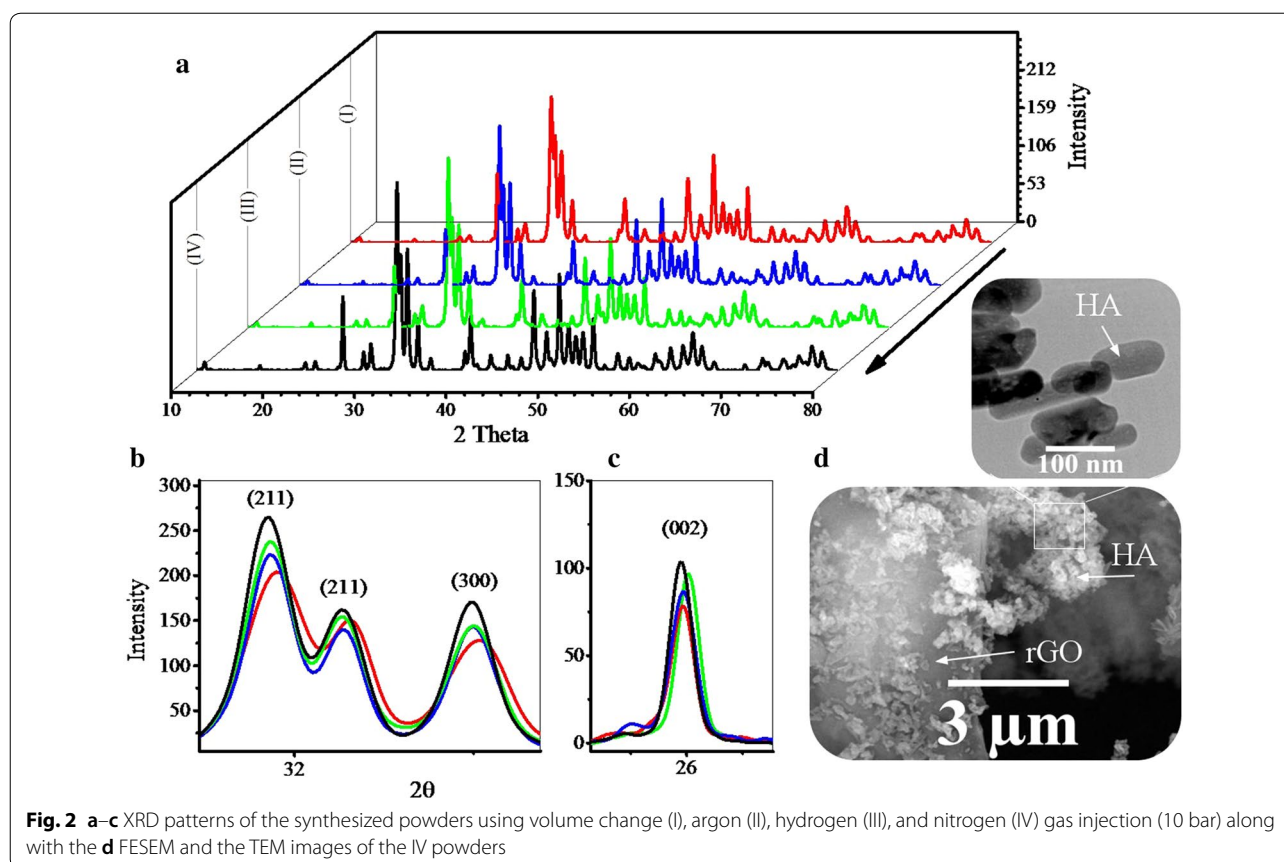 a
212
159
106
53
0
Intensity
(I)
(II)
(III)
(IV)
10 20 30 40 50 60 70 80
2 Theta
HA
100 nm
b
300
250
200
150
100
50
Intensity
(211)
(211)
(300)
32
2θ
c
150
100
50
0
(002)
26
d
HA
rGO
3 μm
Fig. 2 a–c XRD patterns of the synthesized powders using volume change (I), argon (II), hydrogen (III), and nitrogen (IV) gas injection (10 bar) along
with the d FESEM and the TEM images of the IV powders